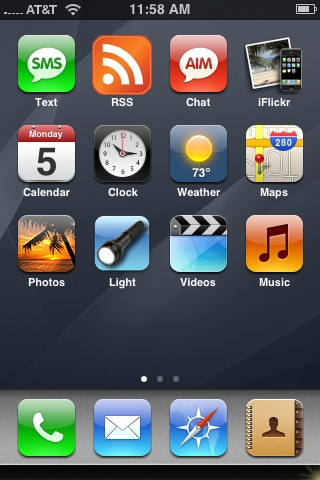 AT&T 11:58 AM
SMS AIM
Text RSS Chat iFlickr
Monday
5 73° 280
Calendar Clock Weather Maps
Photos Light Videos Music